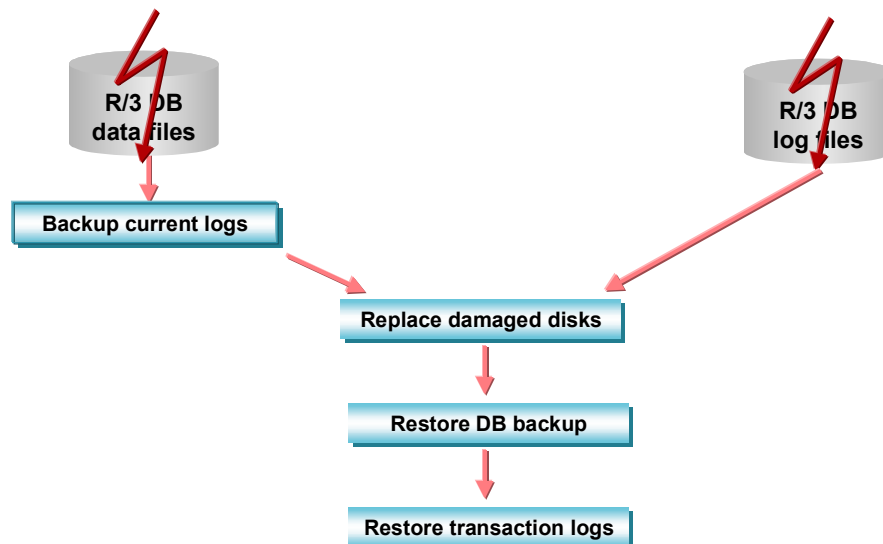 R/3 DB
data files
R/3 DB
log files
Backup current logs
Replace damaged disks
Restore DB backup
Restore transaction logs